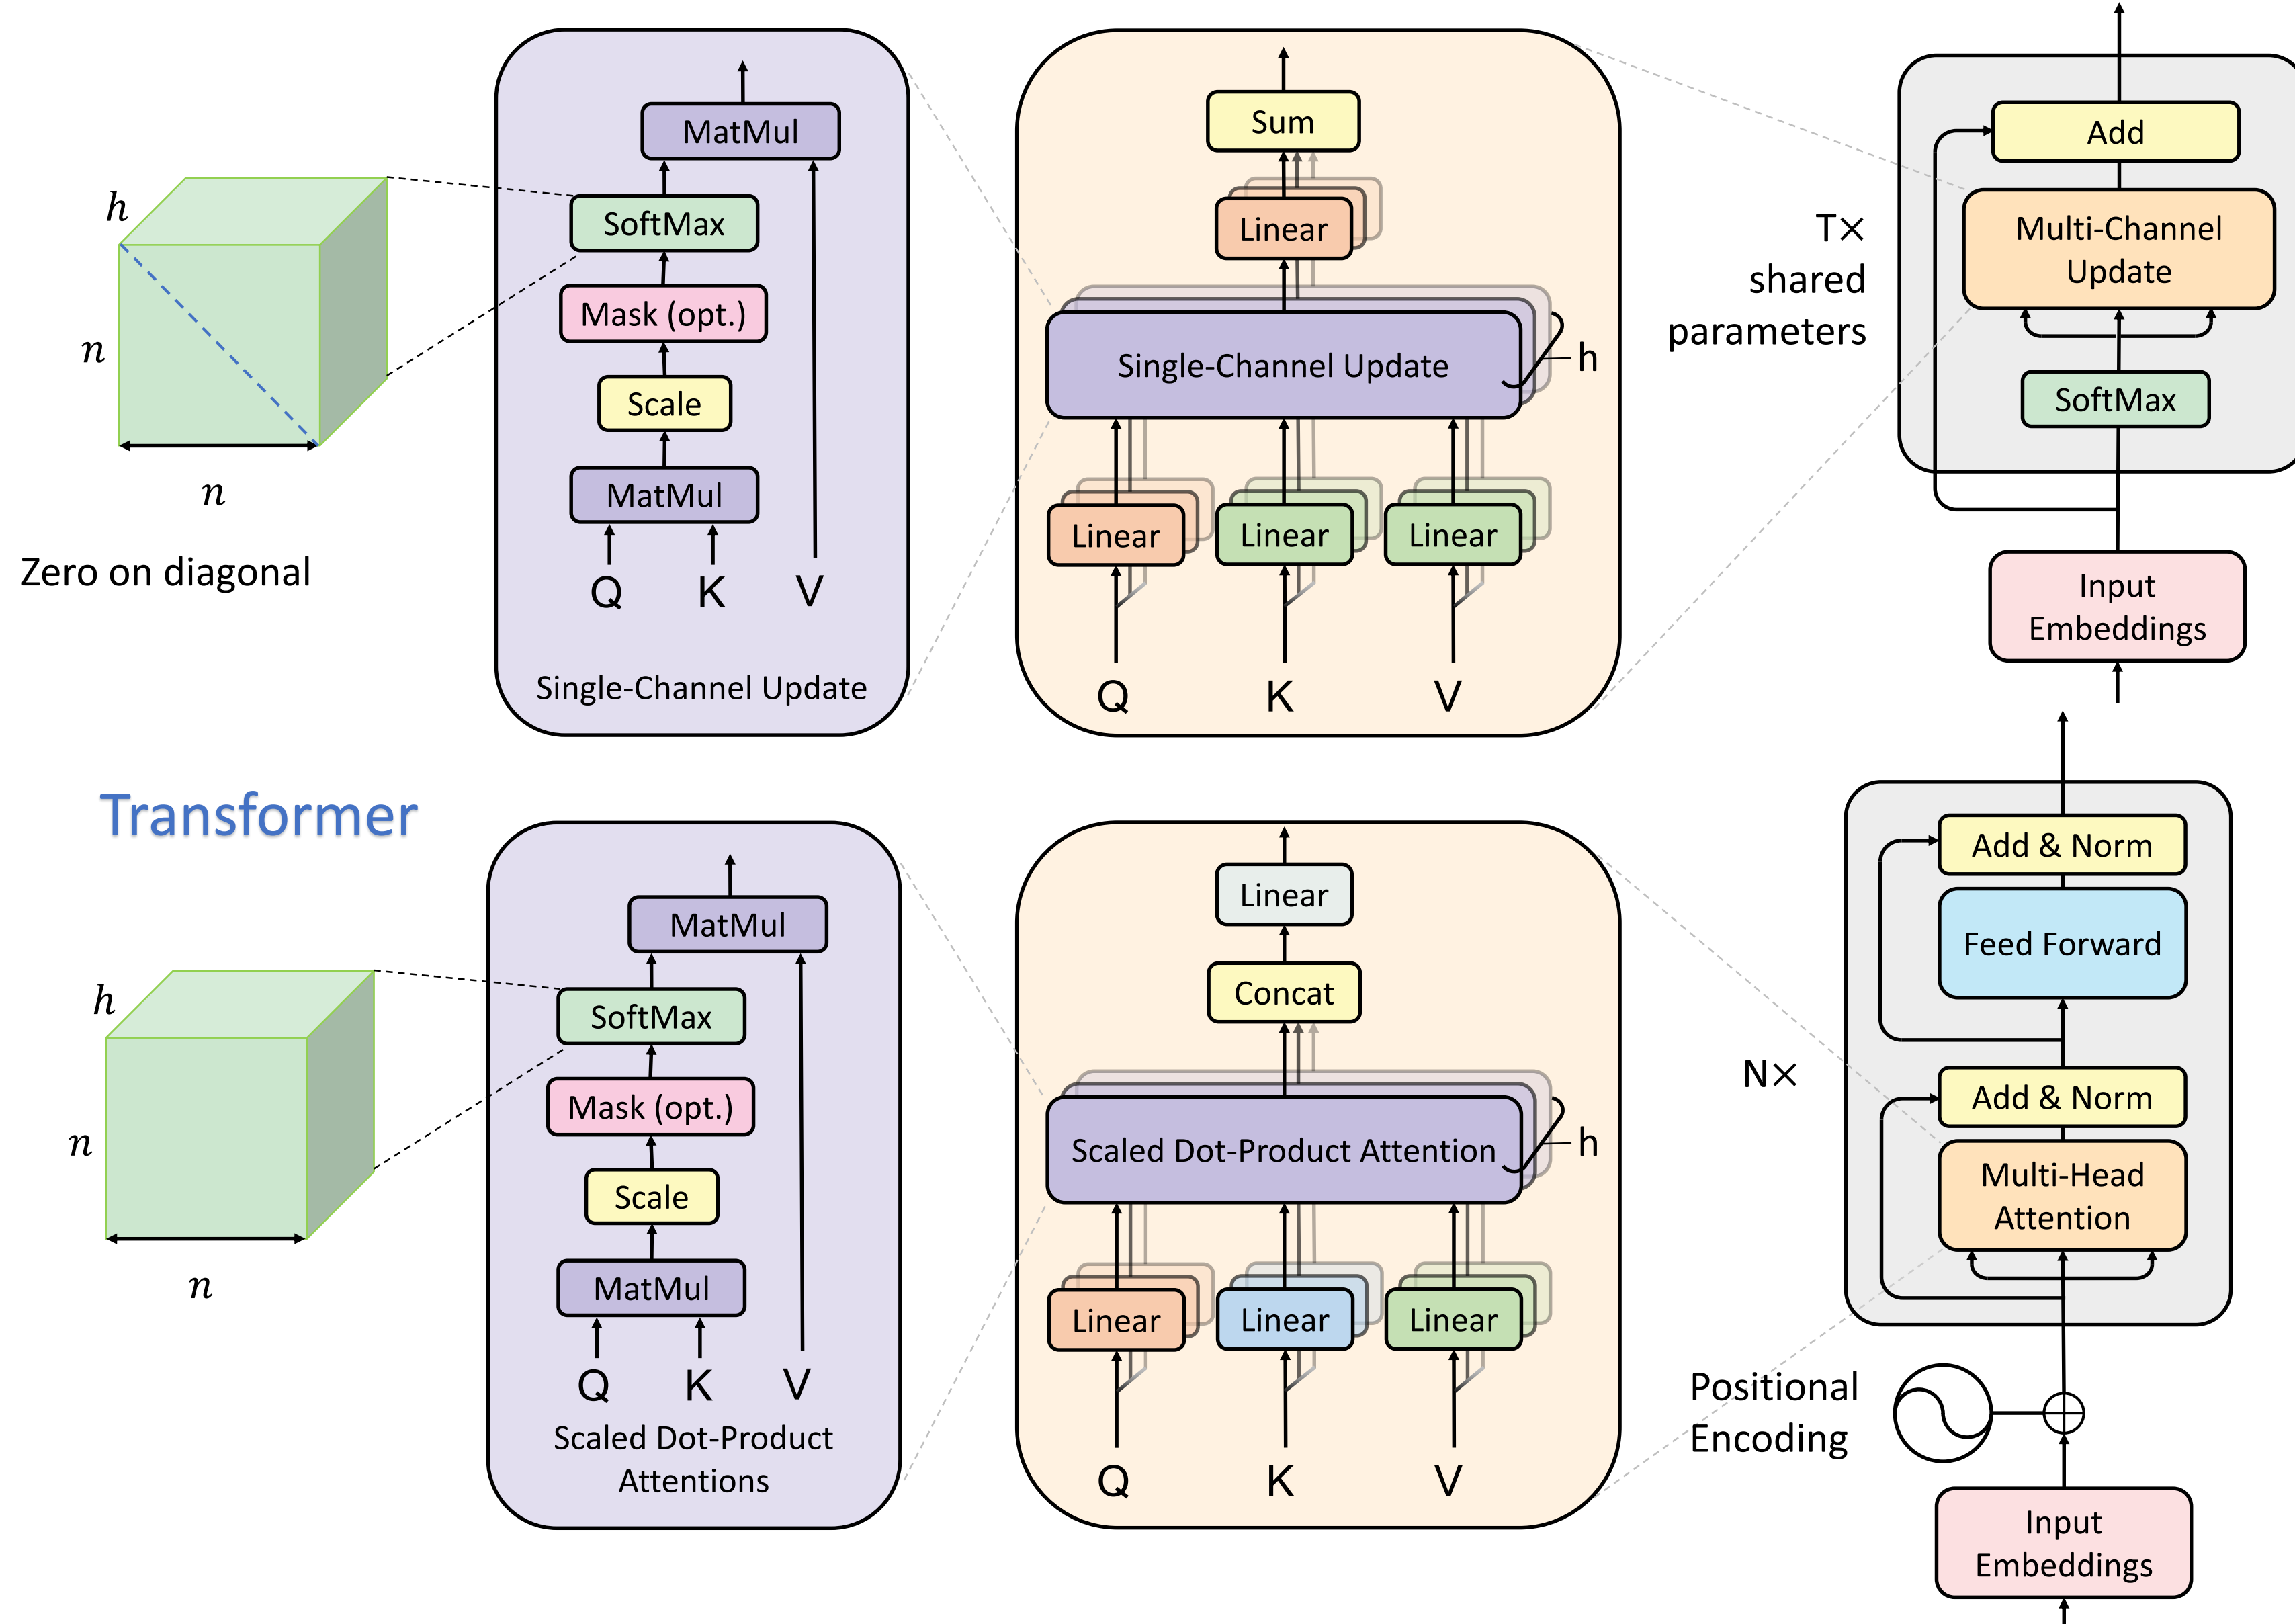 h
n
n
Zero on diagonal
MatMul
SoftMax
Mask (opt.)
Scale
MatMul
Q K V
Single-Channel Update
Sum
Linear
Single-Channel Update
h
Linear Linear Linear
Q K V
T×
shared
parameters
Add
Multi-Channel
Update
SoftMax
Input
Embeddings
Transformer
h
n
n
MatMul
SoftMax
Mask (opt.)
Scale
MatMul
Q K V
Scaled Dot-Product
Attentions
Linear
Concat
Scaled Dot-Product Attention
h
Linear Linear Linear
Q K V
N×
Add & Norm
Feed Forward
Add & Norm
Multi-Head
Attention
Positional
Encoding
Input
Embeddings